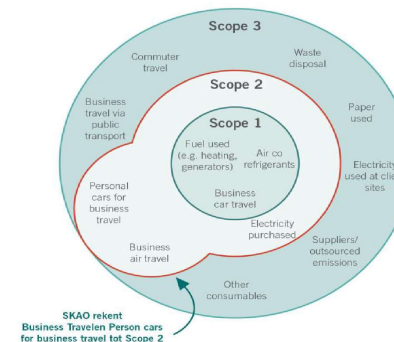 Scope 3
Commuter
travel
Waste
disposal
Scope 2
Business
travel via
public
transport
Paper
used
Scope 1
Fuel used
(e.g. heating,
generators)
Air co
refrigerants
Electricity
used at clie
sites
Personal
cars for
business
travel
Business
car travel
Electricity
purchased
Business
air travel
Suppliers/
outsourced
emissions
Other
consumables
SKAO rekent
Business Travelen Person cars
for business travel tot Scope 2